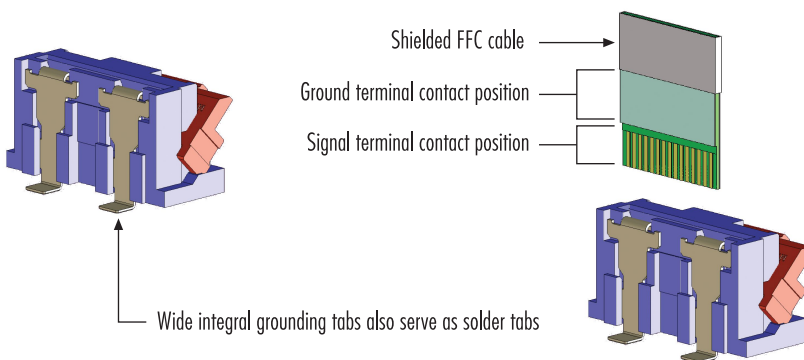 Shielded FFC cable
Ground terminal contact position
Signal terminal contact position
Wide integral grounding tabs also serve as solder tabs